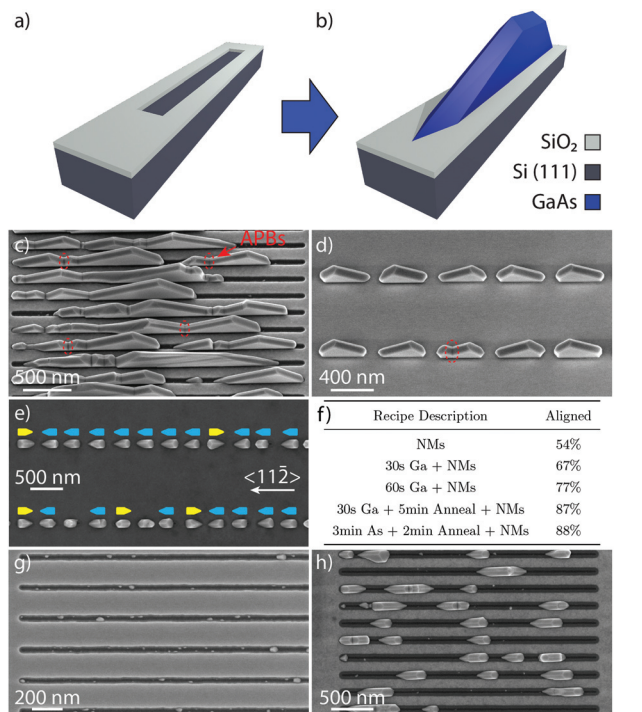 a)
b)
SiO₂
Si (111)
GaAs
c)
APBs
500 nm
d)
400 nm
e)
500 nm
<112̄>
f)
Recipe Description Aligned
NMs 54%
30s Ga + NMs 67%
60s Ga + NMs 77%
30s Ga + 5min Anneal + NMs 87%
3min As + 2min Anneal + NMs 88%
g)
200 nm
h)
500 nm